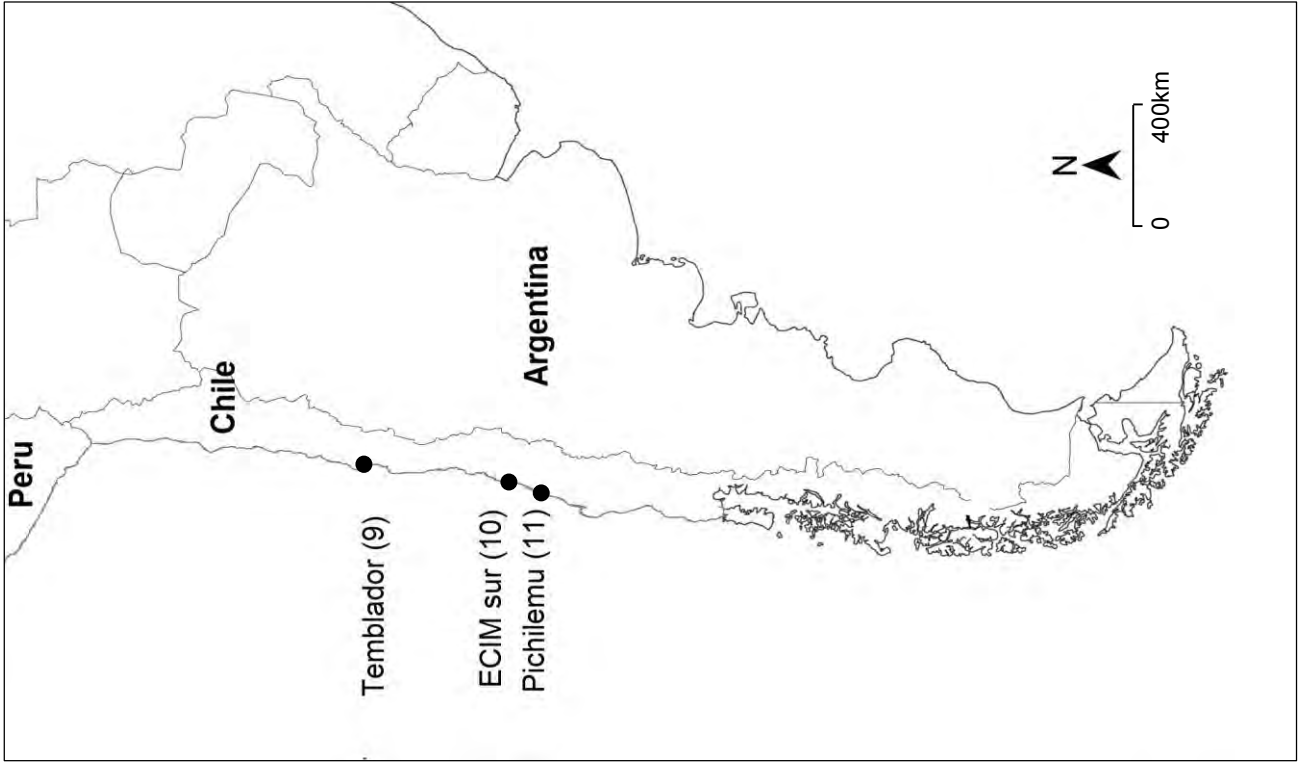 Peru
Chile
Temblador (9)
ECIM sur (10)
Pichilemu (11)
Argentina
N
0 400km